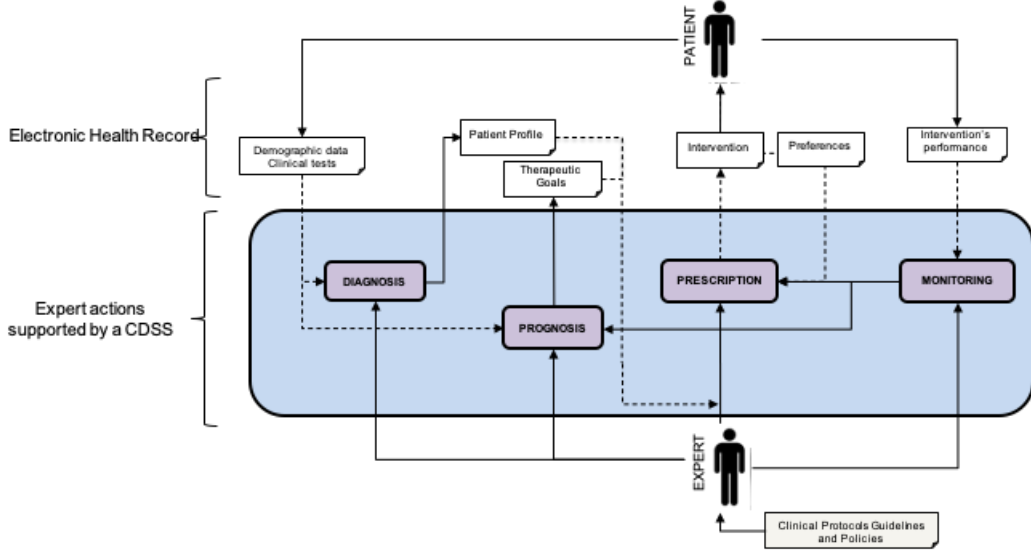 PATIENT
Electronic Health Record
Demographic data
Clinical tests
Patient Profile
Therapeutic
Goals
Intervention
Preferences
Intervention's
performance
Expert actions
supported by a CDSS
DIAGNOSIS
PROGNOSIS
PRESCRIPTION
MONITORING
EXPERT
Clinical Protocols Guidelines
and Policies